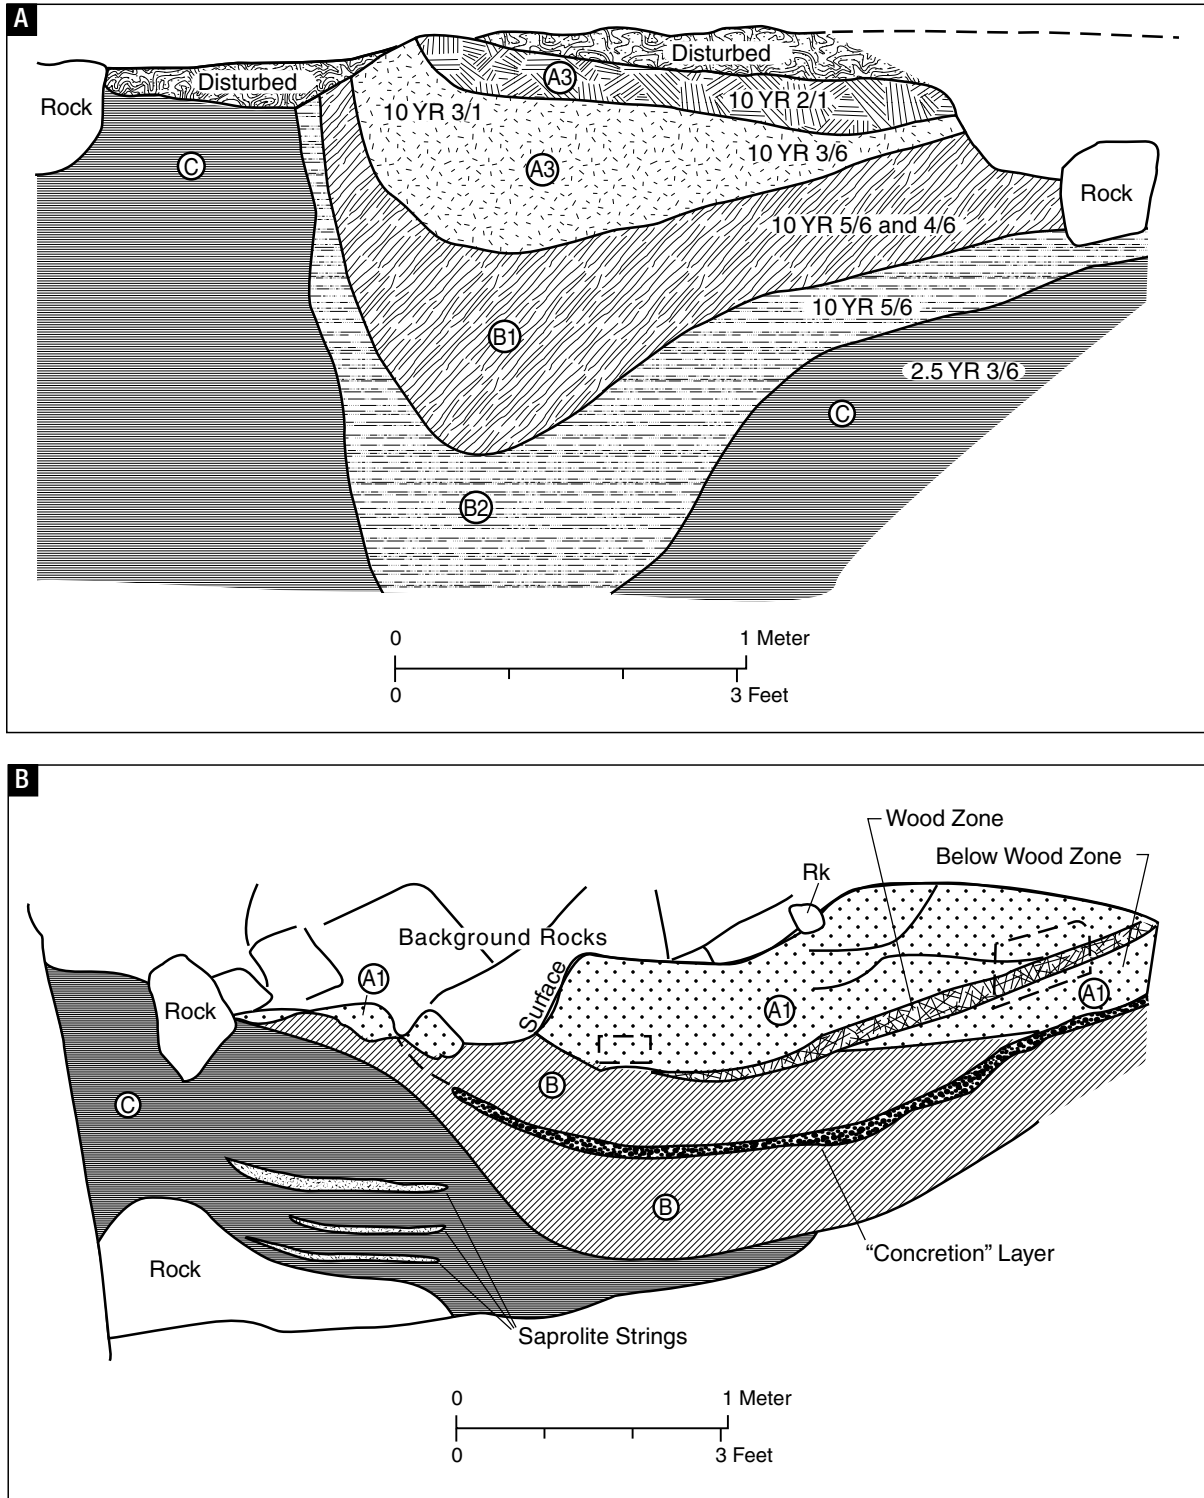 A
Disturbed
Disturbed
Rock
A3
10 YR 2/1
10 YR 3/1
C
A3
10 YR 3/6
Rock
10 YR 5/6 and 4/6
10 YR 5/6
B1
2.5 YR 3/6
C
B2
0
1 Meter
0
3 Feet
B
Wood Zone
Below Wood Zone
Rk
Background Rocks
A1
Surface
Rock
A1
A1
B
C
B
"Concretion" Layer
Rock
Saprolite Strings
0
1 Meter
0
3 Feet